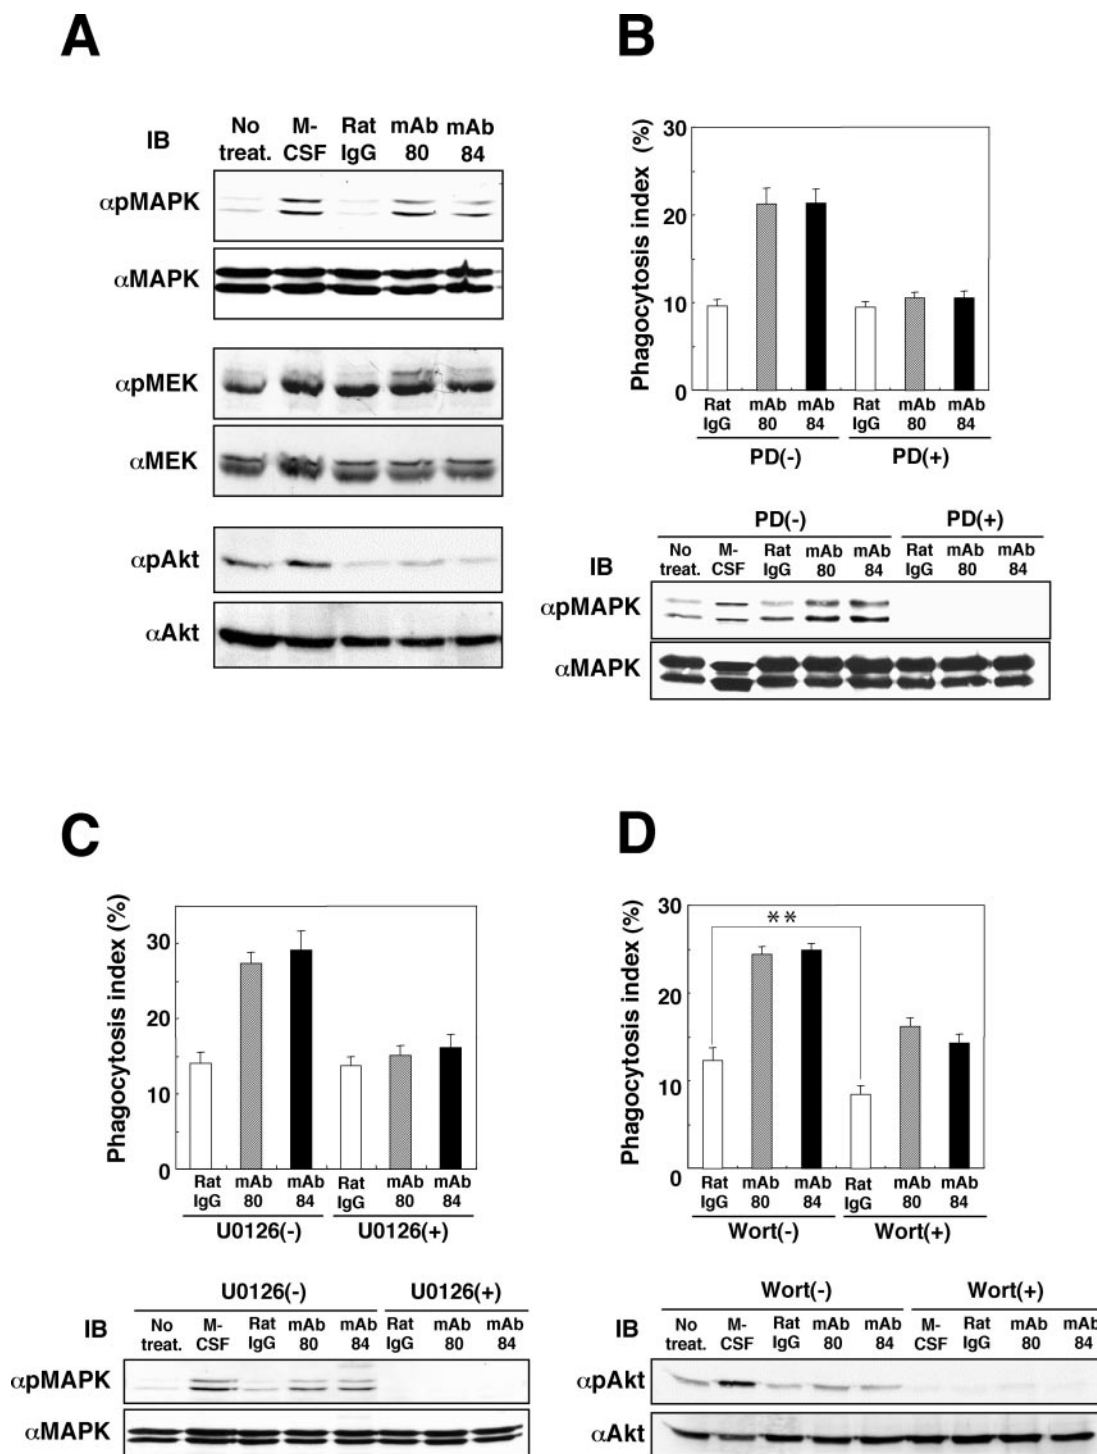 A
IB No treat. M-CSF Rat IgG mAb 80 mAb 84
αpMAPK
αMAPK
αpMEK
αMEK
αpAkt
αAkt
B
Phagocytosis index (%)
30
20
10
0
Rat IgG mAb 80 mAb 84 Rat IgG mAb 80 mAb 84
PD(-) PD(+)
PD(-) PD(+)
IB No treat. M-CSF Rat IgG mAb 80 mAb 84 Rat IgG mAb 80 mAb 84
αpMAPK
αMAPK
C
Phagocytosis index (%)
30
20
10
0
Rat IgG mAb 80 mAb 84 Rat IgG mAb 80 mAb 84
U0126(-) U0126(+)
U0126(-) U0126(+)
IB No treat. M-CSF Rat IgG mAb 80 mAb 84 Rat IgG mAb 80 mAb 84
αpMAPK
αMAPK
D
Phagocytosis index (%)
30
20
10
0
**
Rat IgG mAb 80 mAb 84 Rat IgG mAb 80 mAb 84
Wort(-) Wort(+)
Wort(-) Wort(+)
IB No treat. M-CSF Rat IgG mAb 80 mAb 84 M-CSF Rat IgG mAb 80 mAb 84
αpAkt
αAkt